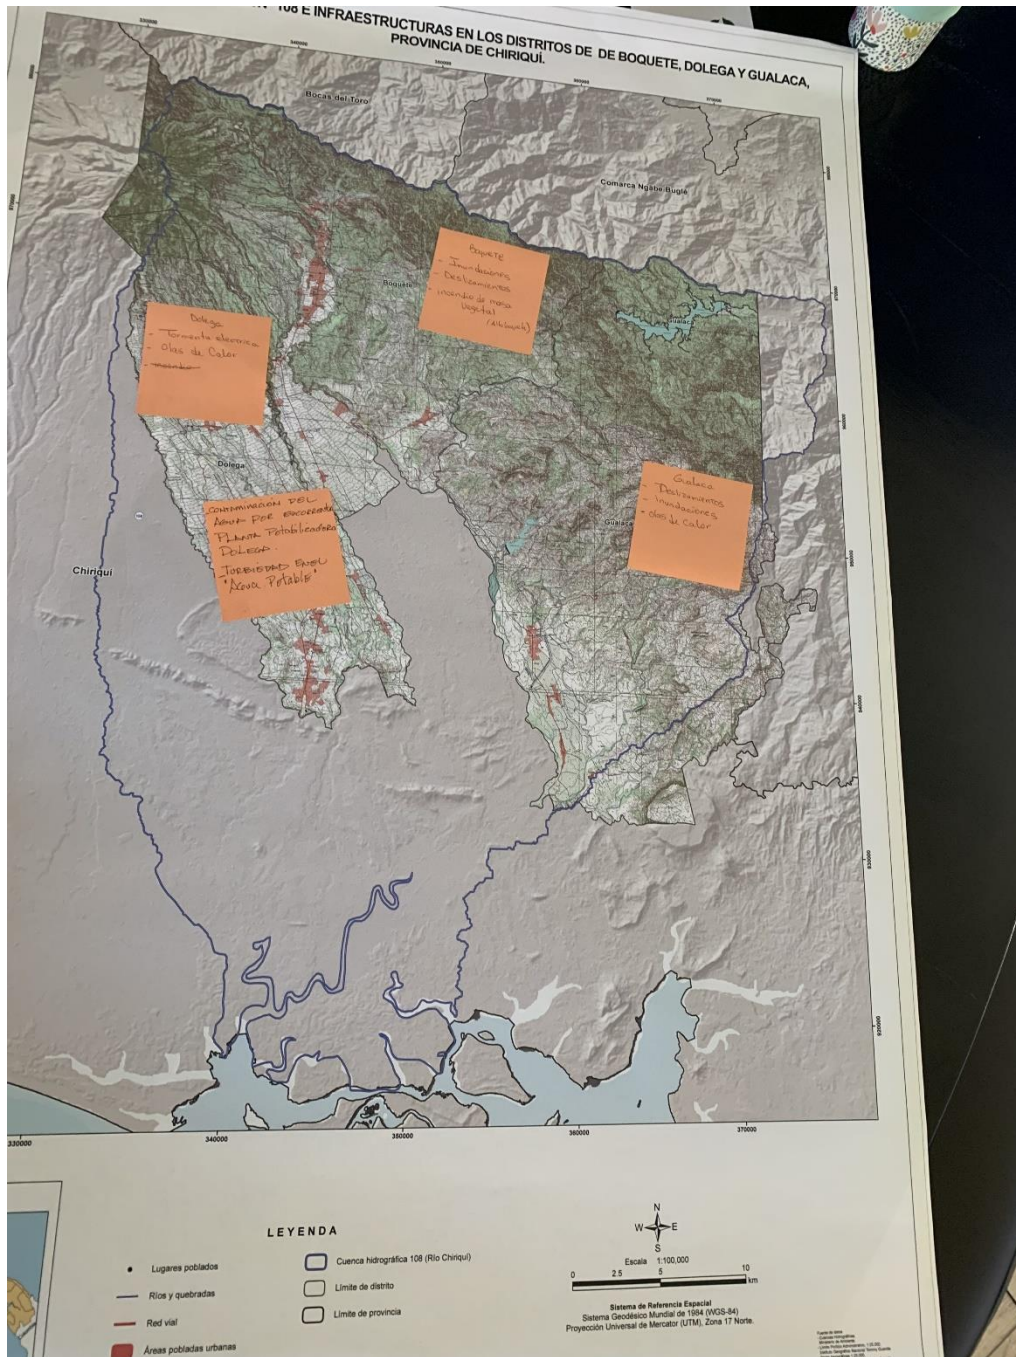 108 E INFRAESTRUCTURAS EN LOS DISTRITOS DE DE BOQUETE, DOLEGA Y GUALACA,
PROVINCIA DE CHIRIQUÍ.
Bocas del Toro
Comarca Ngäbe Buglé
Boquete
BOQUETE
- Inundaciones
- Deslizamientos
- incendio de masa
Vegetal
Gualaca
Dolega
- Tormenta electrica
- Olas de Calor
Dolega
CONTAMINACIÓN DEL
AGUA POR ESCORRENTÍA
PLANTA Potabilizadora
DOLEGA.
TURBIEDAD EN EL
"Agua Potable"
Gualaca
Gualaca
- Deslizamientos
- Inundaciones
- olas de Calor
Chiriquí
330000
340000
350000
360000
370000
LEYENDA
Lugares poblados
Ríos y quebradas
Red vial
Áreas pobladas urbanas
Cuenca hidrográfica 108 (Río Chiriquí)
Límite de distrito
Límite de provincia
N
W E
S
Escala 1:100,000
0 2.5 5 10
km
Sistema de Referencia Espacial
Sistema Geodésico Mundial de 1984 (WGS-84)
Proyección Universal de Mercator (UTM), Zona 17 Norte.